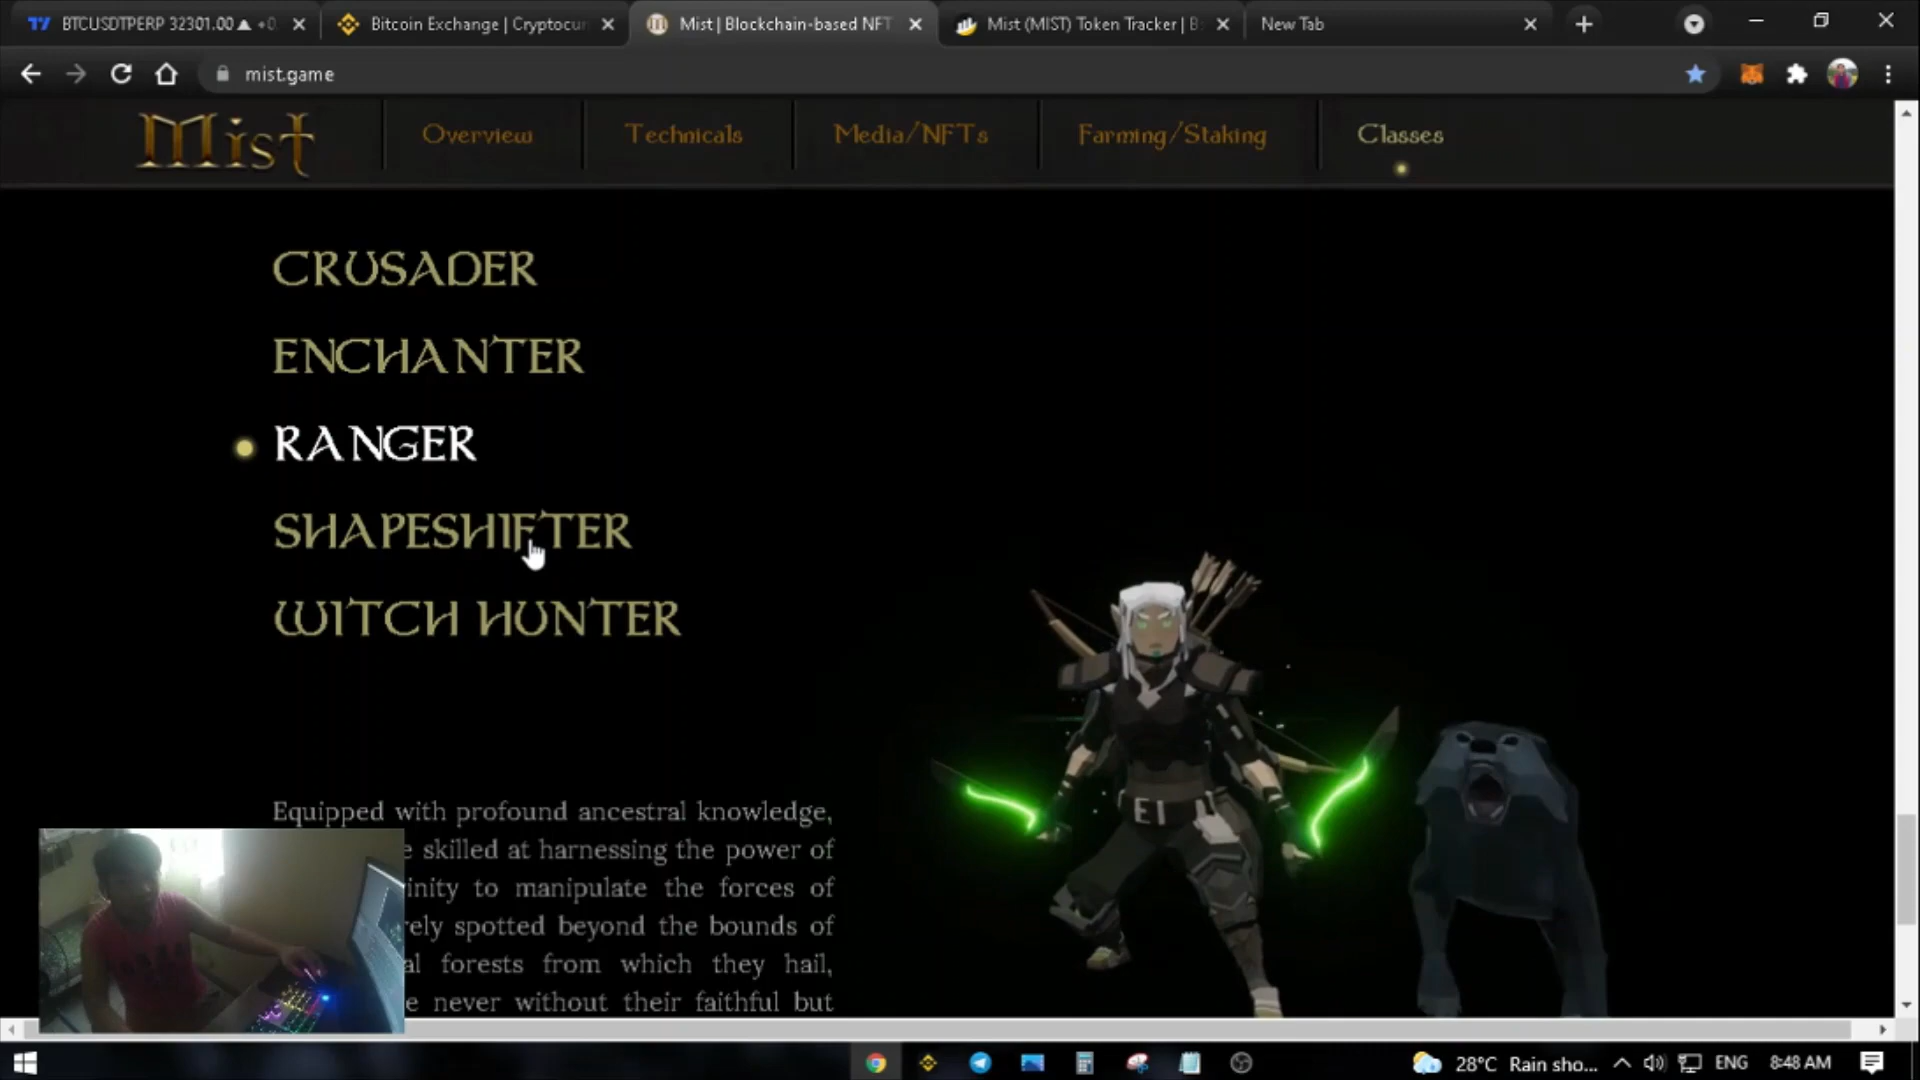 BTCUSDTPERP 32301.00 ▲ +0.
Bitcoin Exchange | Cryptocur
Mist | Blockchain-based NFT
Mist (MIST) Token Tracker | B
New Tab
mist.game
Mist
Overview
Technicals
Media/NFTs
Farming/Staking
Classes
CRUSADER
ENCHANTER
RANGER
SHAPESHIFTER
WITCH HUNTER
Equipped with profound ancestral knowledge,
skilled at harnessing the power of
to manipulate the forces of
spotted beyond the bounds of
forests from which they hail,
never without their faithful but
28°C Rain sho...
ENG
8:48 AM